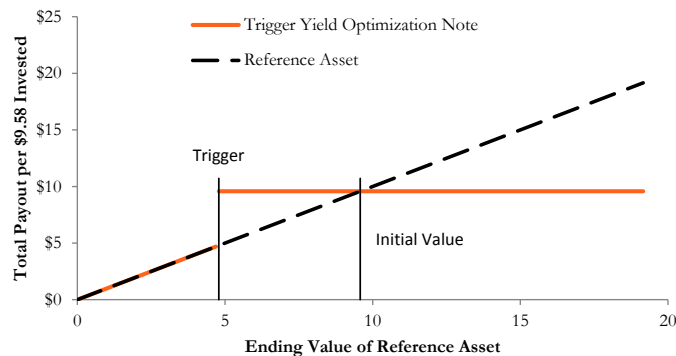 $25
$20
$15
$10
$5
$0
Total Payout per $9.58 Invested
Trigger Yield Optimization Note
Reference Asset
Trigger
Initial Value
0
5
10
15
20
Ending Value of Reference Asset